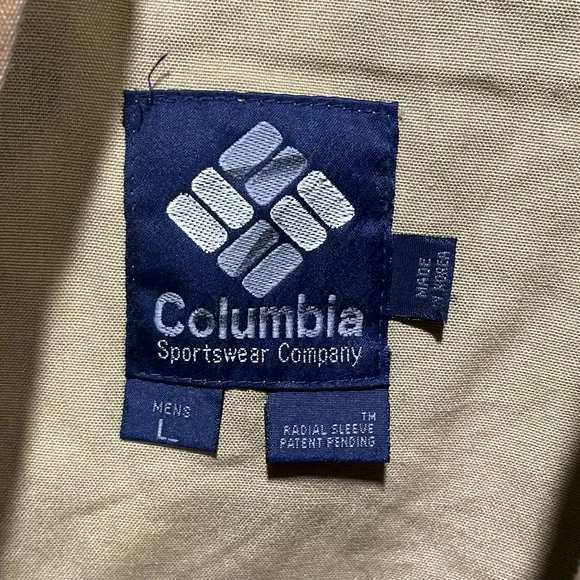 Columbia
Sportswear Company
MADE
IN KOREA
MENS
L
TM
RADIAL SLEEVE
PATENT PENDING